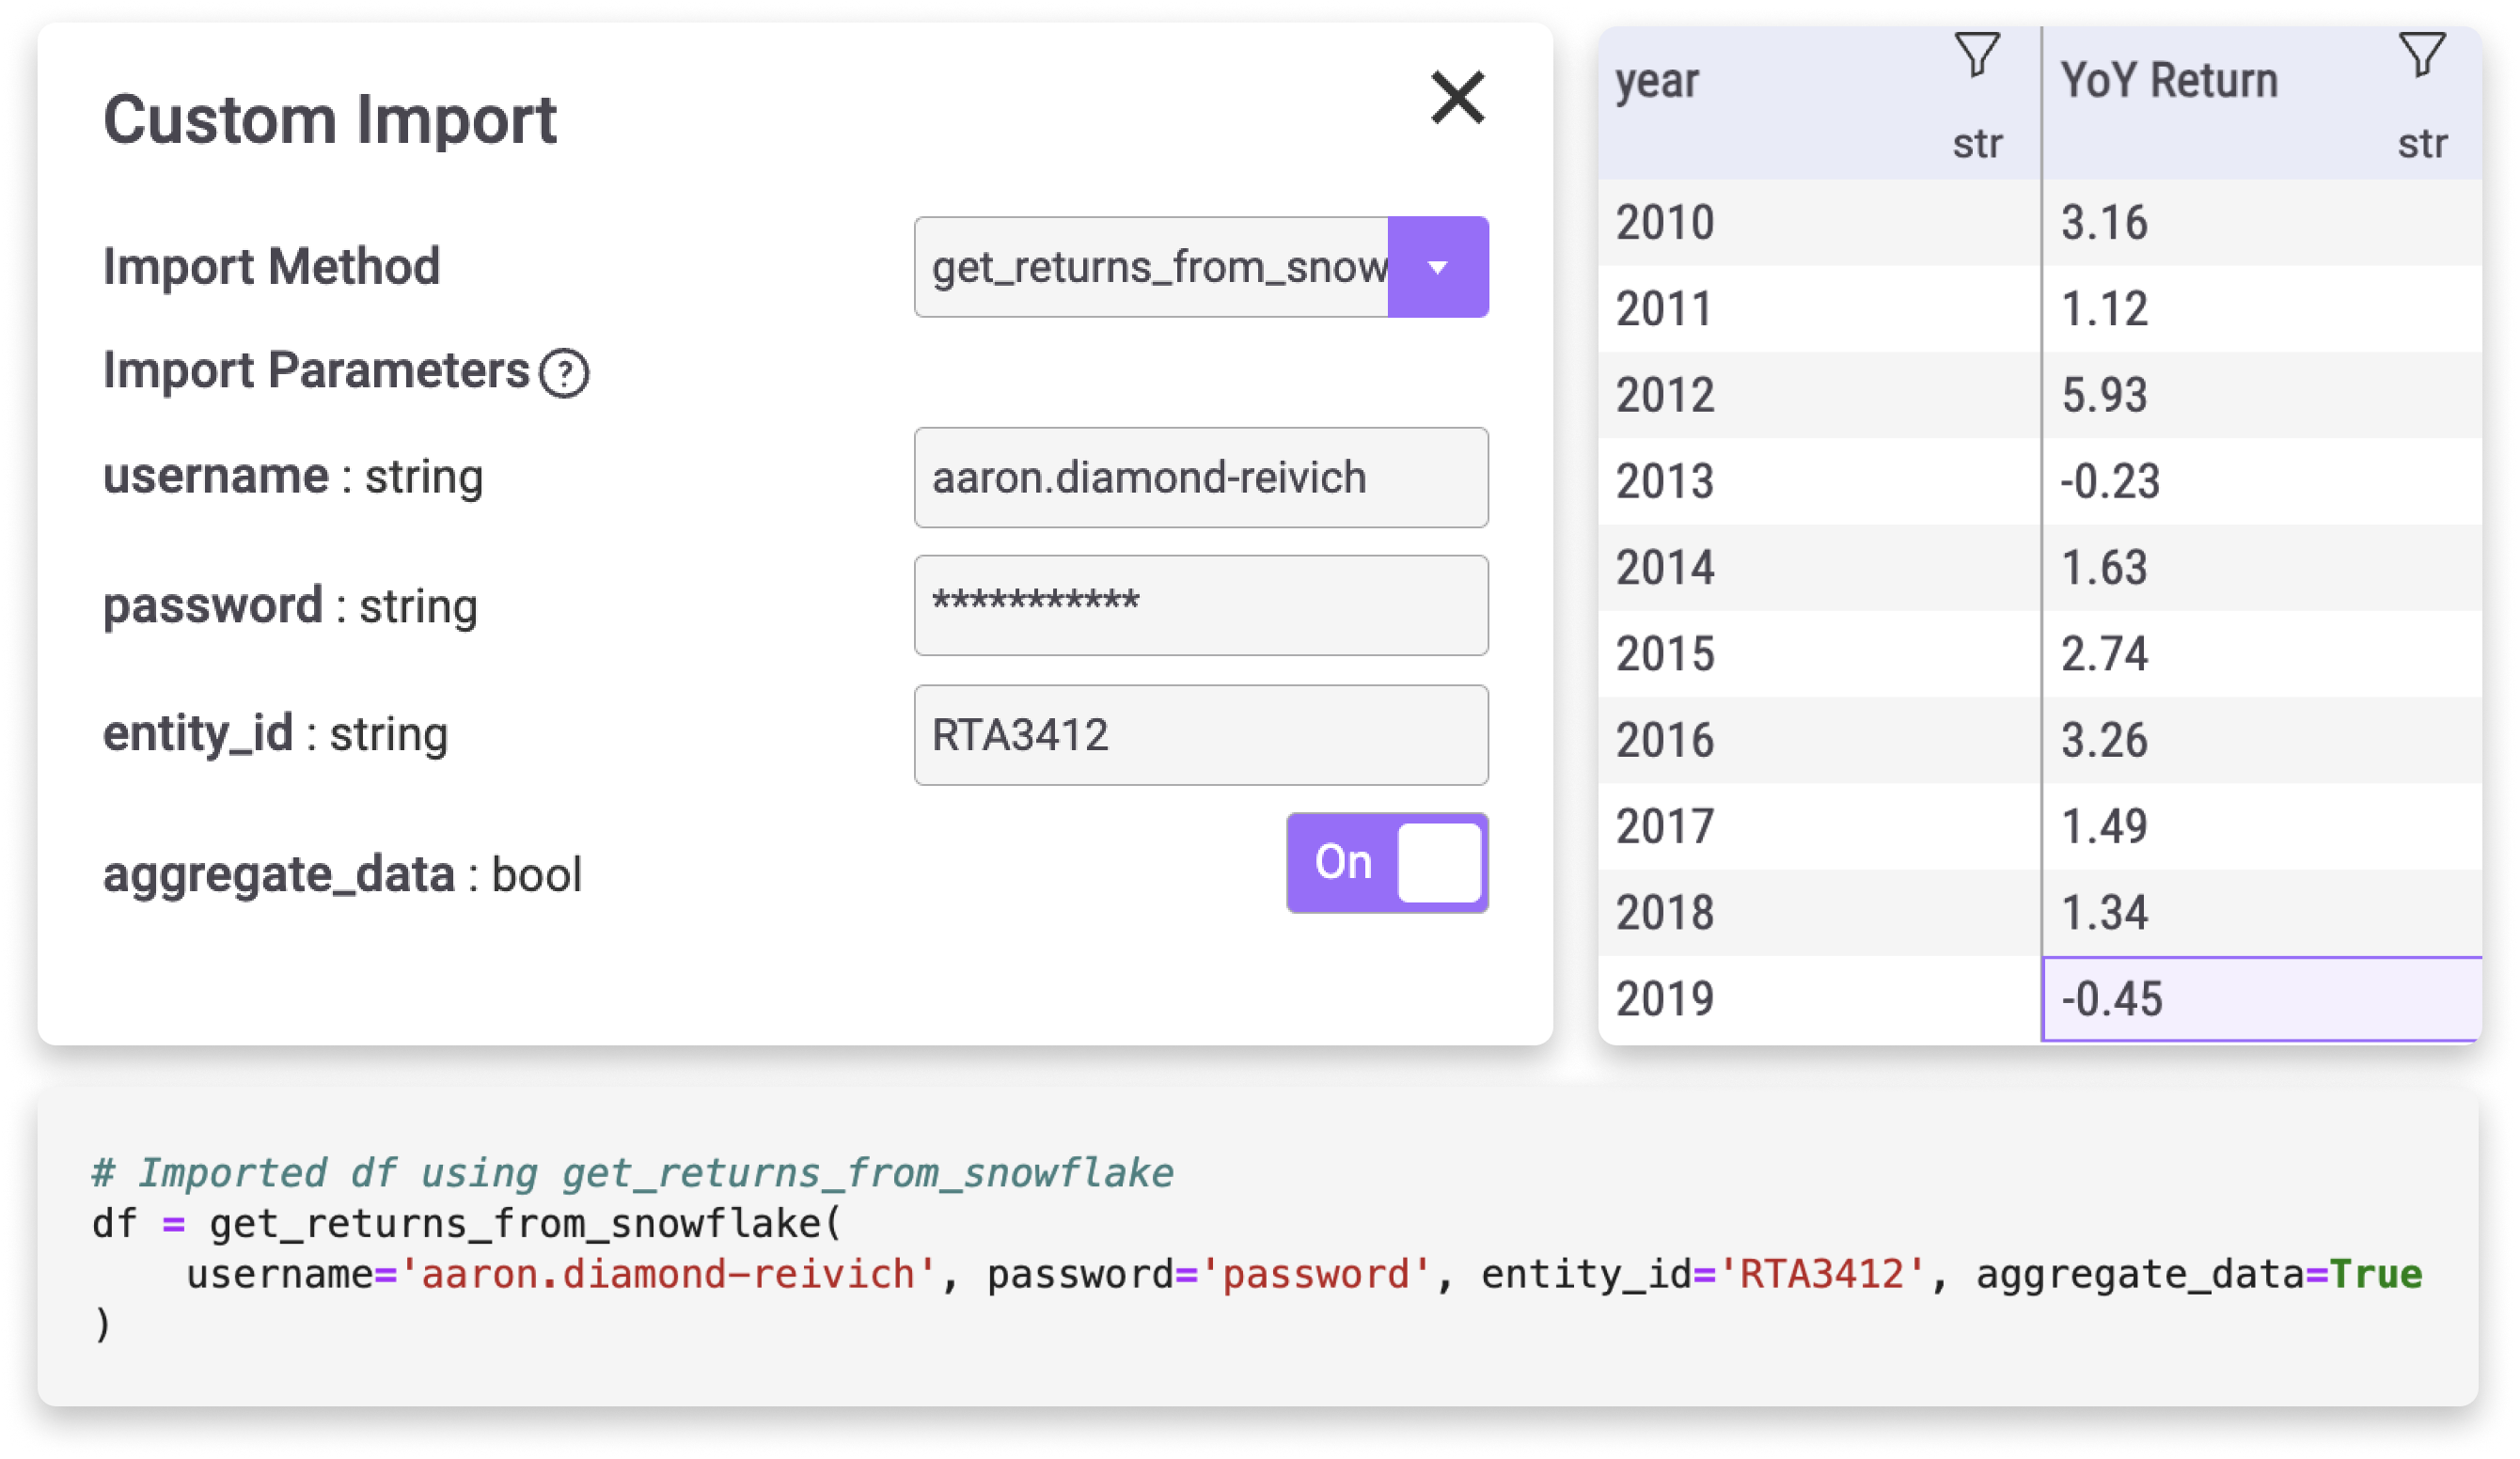 Custom Import
Import Method
get_returns_from_snow
Import Parameters ?
username : string
aaron.diamond-reivich
password : string
***********
entity_id : string
RTA3412
aggregate_data : bool
On
year str YoY Return str
2010 3.16
2011 1.12
2012 5.93
2013 -0.23
2014 1.63
2015 2.74
2016 3.26
2017 1.49
2018 1.34
2019 -0.45
# Imported df using get_returns_from_snowflake
df = get_returns_from_snowflake(
    username='aaron.diamond-reivich', password='password', entity_id='RTA3412', aggregate_data=True
)